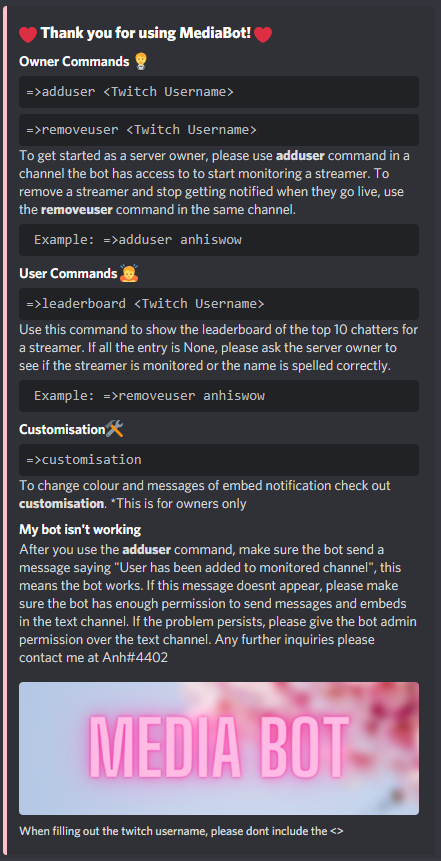 Thank you for using MediaBot!
Owner Commands
=>adduser <Twitch Username>
=>removeuser <Twitch Username>
To get started as a server owner, please use adduser command in a
channel the bot has access to to start monitoring a streamer. To
remove a streamer and stop getting notified when they go live, use
the removeuser command in the same channel.
Example: =>adduser anhiswow
User Commands
=>leaderboard <Twitch Username>
Use this command to show the leaderboard of the top 10 chatters for
a streamer. If all the entry is None, please ask the server owner to
see if the streamer is monitored or the name is spelled correctly.
Example: =>removeuser anhiswow
Customisation
=>customisation
To change colour and messages of embed notification check out
customisation. *This is for owners only
My bot isn't working
After you use the adduser command, make sure the bot send a
message saying "User has been added to monitored channel", this
means the bot works. If this message doesnt appear, please make
sure the bot has enough permission to send messages and embeds
in the text channel. If the problem persists, please give the bot admin
permission over the text channel. Any further inquiries please
contact me at Anh#4402
MEDIA BOT
When filling out the twitch username, please dont include the <>